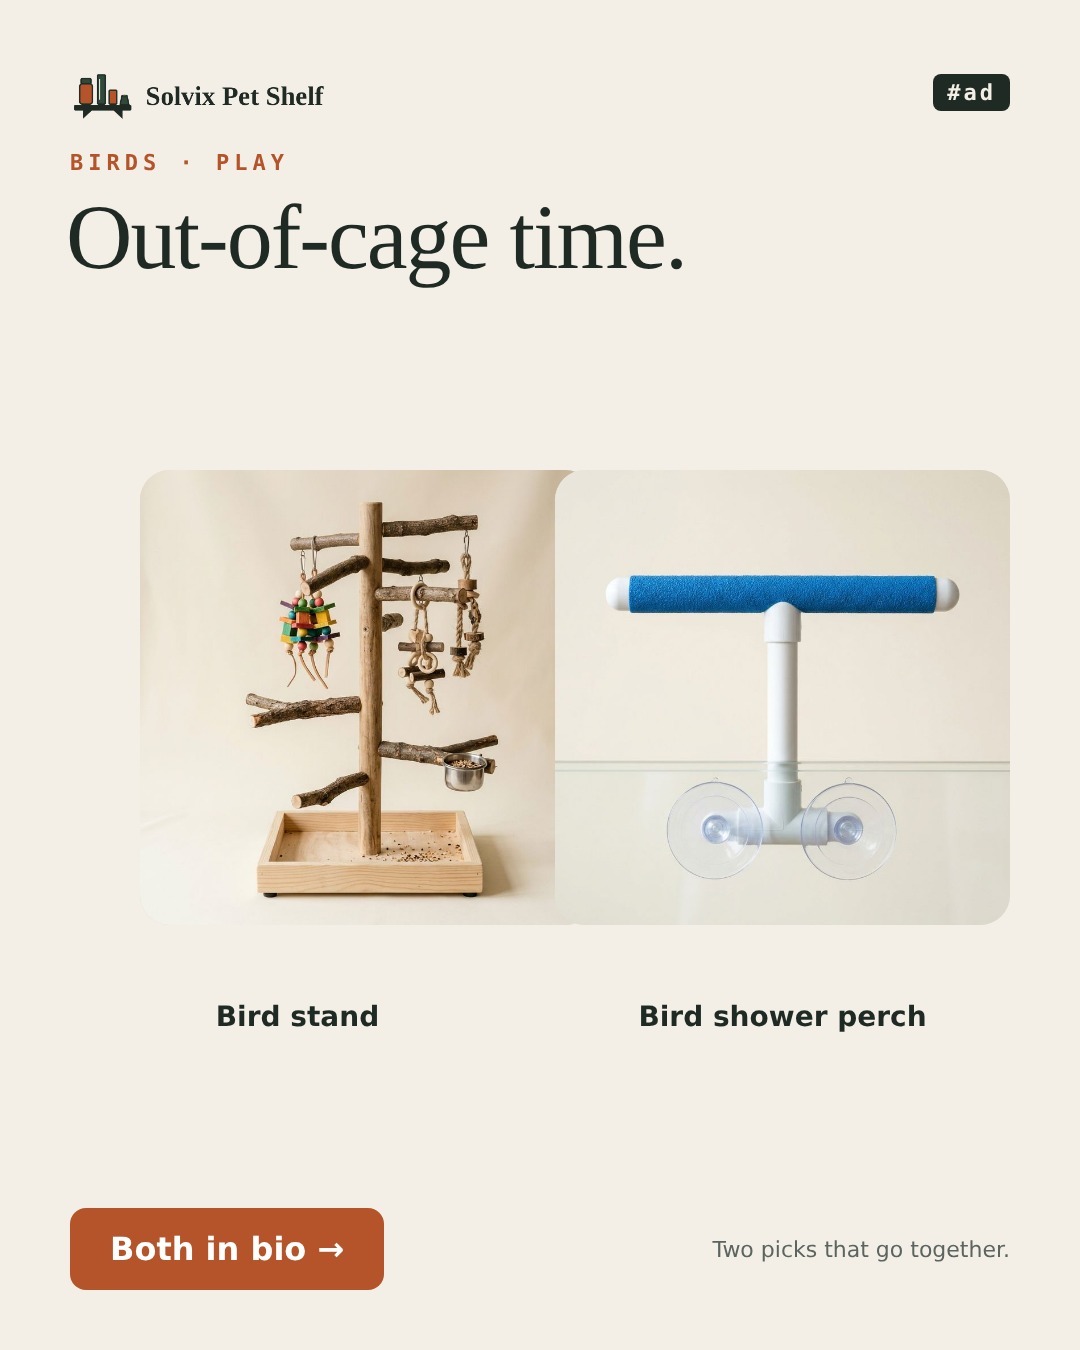 Solvix Pet Shelf
#ad
BIRDS · PLAY
Out-of-cage time.
Bird stand
Bird shower perch
Both in bio →
Two picks that go together.